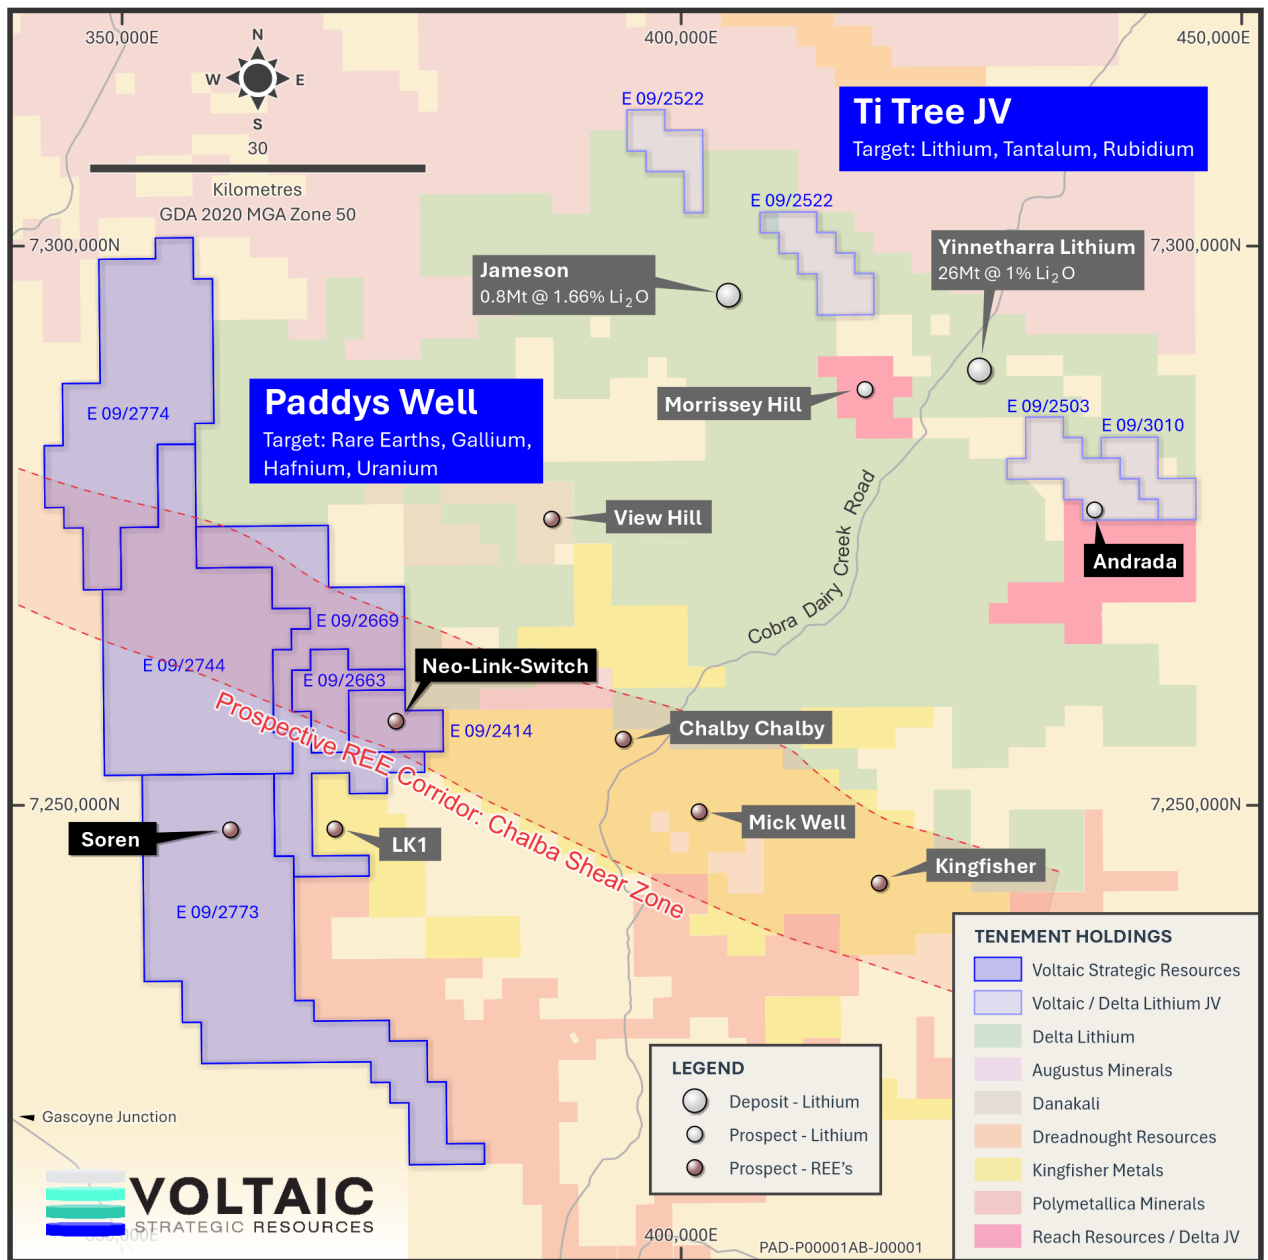 350,000E
400,000E
450,000E
N
W
E
S
30
Kilometres
GDA 2020 MGA Zone 50
E 09/2522
Ti Tree JV
Target: Lithium, Tantalum, Rubidium
E 09/2522
7,300,000N
7,300,000N
Jameson
0.8Mt @ 1.66% Li2O
Yinnetharra Lithium
26Mt @ 1% Li2O
Paddys Well
Target: Rare Earths, Gallium,
Hafnium, Uranium
Morrissey Hill
E 09/2774
E 09/2503
E 09/3010
View Hill
Cobra Dairy Creek Road
Andrada
E 09/2669
E 09/2744
E 09/2663
Neo-Link-Switch
E 09/2414
Chalby Chalby
Prospective REE Corridor: Chalba Shear Zone
7,250,000N
7,250,000N
Mick Well
Soren
LK1
Kingfisher
E 09/2773
TENEMENT HOLDINGS
Voltaic Strategic Resources
Voltaic / Delta Lithium JV
Delta Lithium
Augustus Minerals
Danakali
Dreadnought Resources
Kingfisher Metals
Polymetallica Minerals
Reach Resources / Delta JV
LEGEND
Deposit - Lithium
Prospect - Lithium
Prospect - REE's
Gascoyne Junction
VOLTAIC
STRATEGIC RESOURCES
350,000E
400,000E
PAD-P00001AB-J00001